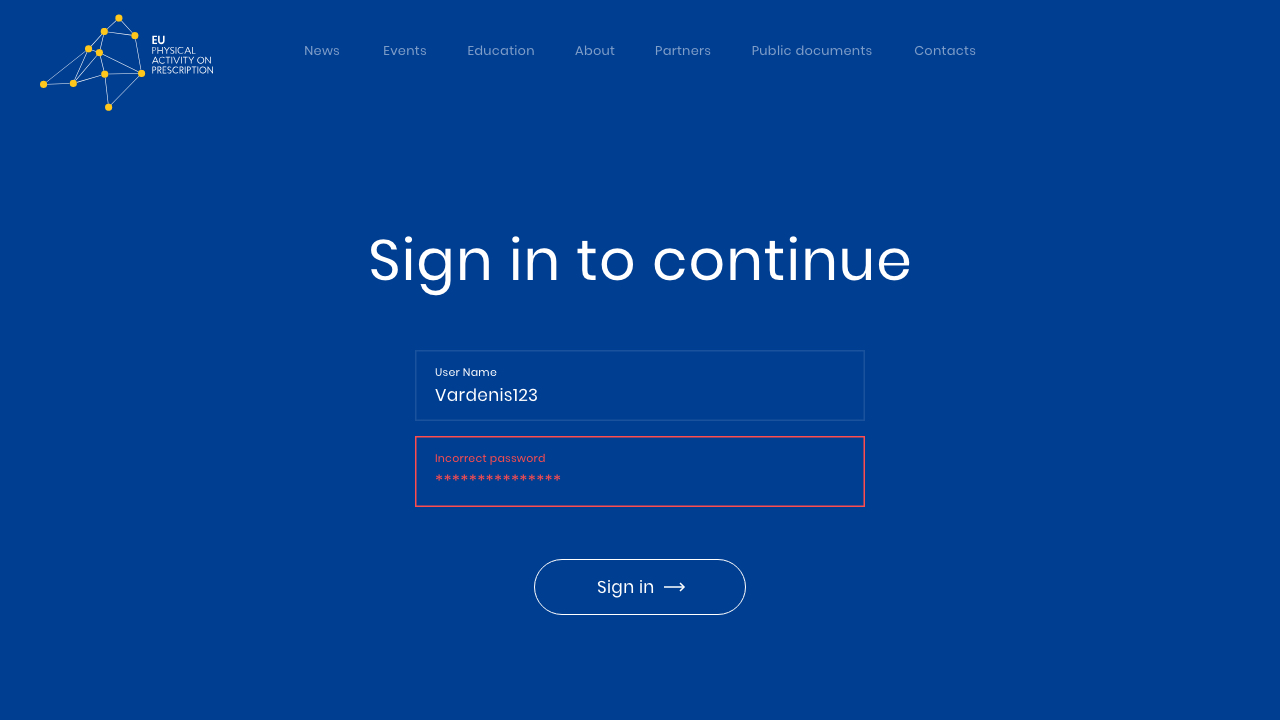 EU
PHYSICAL
ACTIVITY ON
PRESCRIPTION
News Events Education About Partners Public documents Contacts
Sign in to continue
User Name
Vardenis123
Incorrect password
***************
Sign in →